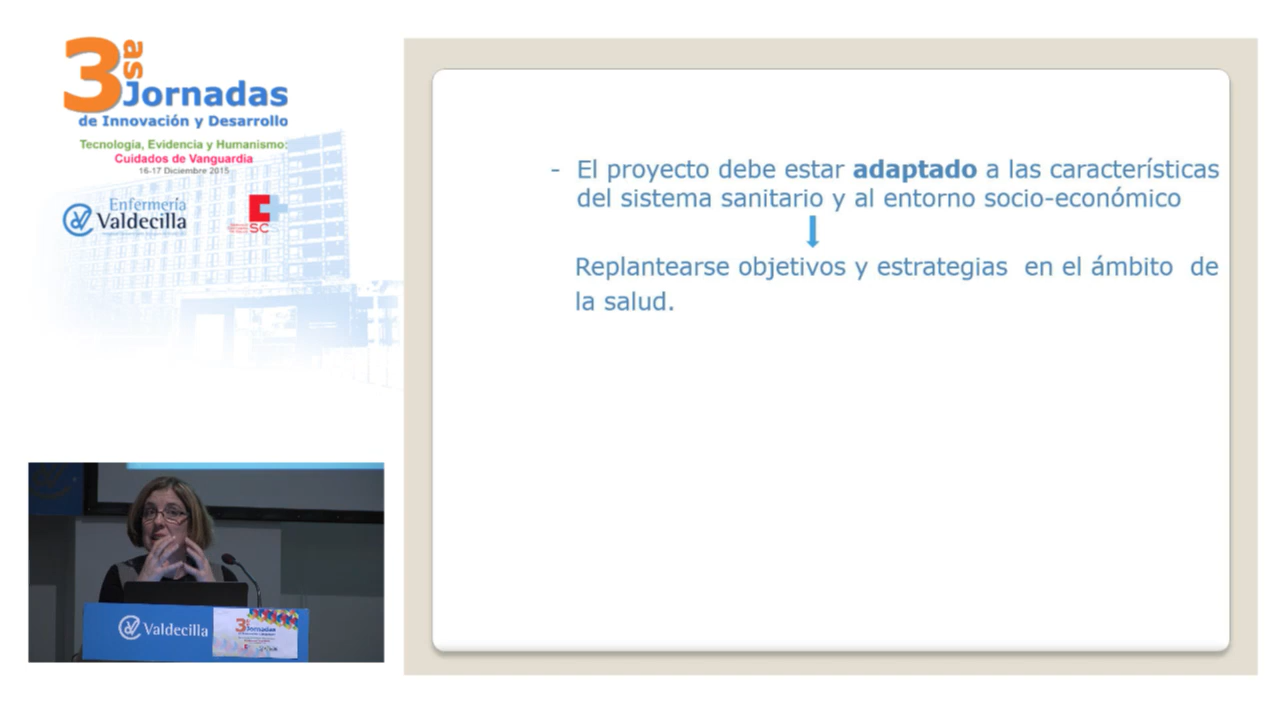 3as
Jornadas
de Innovación y Desarrollo
Tecnología, Evidencia y Humanismo:
Cuidados de Vanguardia
16-17 Diciembre 2015
Enfermería
Valdecilla
SC
- El proyecto debe estar adaptado a las características
del sistema sanitario y al entorno socio-económico
Replantearse objetivos y estrategias en el ámbito de
la salud.
Valdecilla
3as
Jornadas